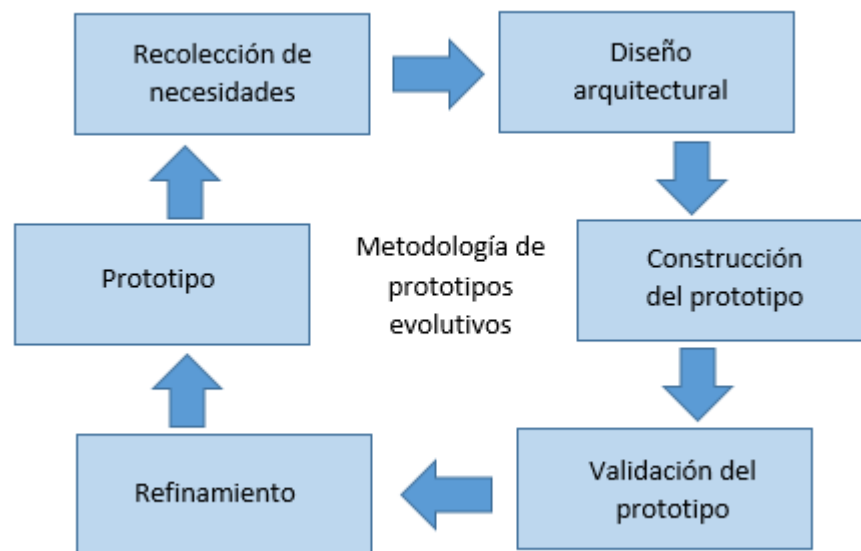 Recolección de
necesidades
Diseño
arquitectural
Prototipo
Metodología de
prototipos
evolutivos
Construcción
del prototipo
Refinamiento
Validación del
prototipo